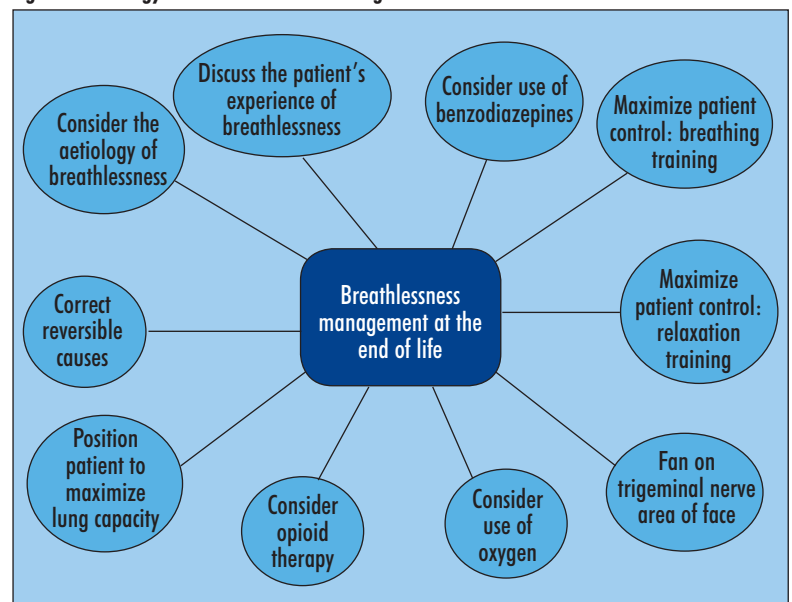 Discuss the patient's
experience of
breathlessness
Consider use of
benzodiazepines
Maximize patient
control: breathing
training
Consider the
aetiology of
breathlessness
Breathlessness
management at the
end of life
Maximize
patient control:
relaxation
training
Correct
reversible
causes
Position
patient to
maximize
lung capacity
Consider
opioid
therapy
Consider
use of
oxygen
Fan on
trigeminal nerve
area of face